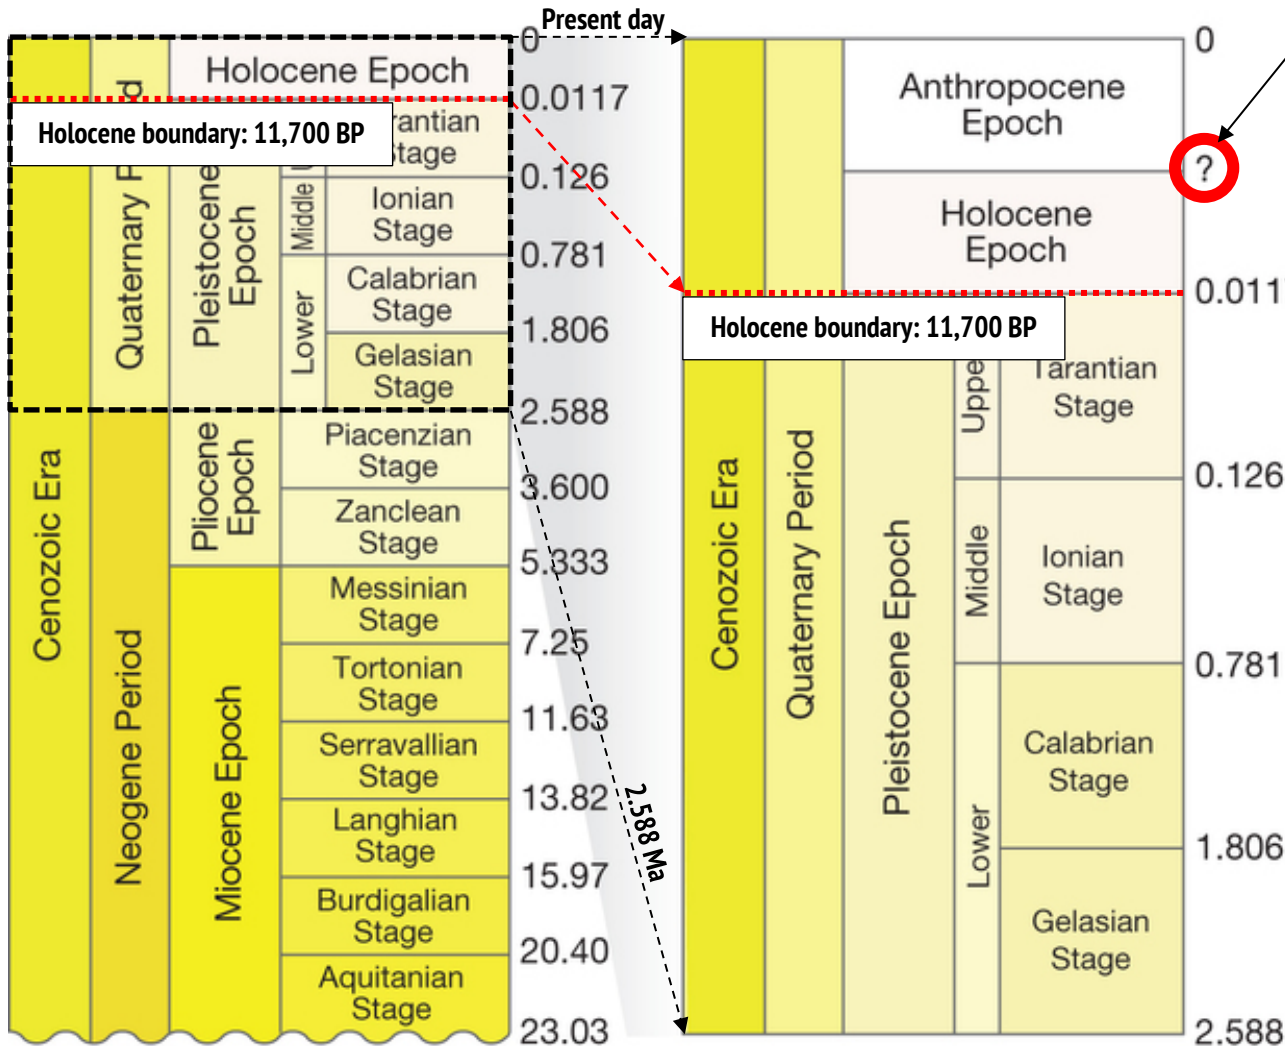 Present day
0
Holocene Epoch
0.0117
Holocene boundary: 11,700 BP
rantian
Stage
0.126
Ionian
Stage
0.781
Calabrian
Stage
1.806
Gelasian
Stage
2.588
Middle
Lower
Pleistocene
Epoch
Quaternary
Piacenzian
Stage
3.600
Zanclean
Stage
5.333
Pliocene
Epoch
Messinian
Stage
7.25
Tortonian
Stage
11.63
Serravallian
Stage
13.82
Langhian
Stage
15.97
Burdigalian
Stage
20.40
Aquitanian
Stage
23.03
Miocene Epoch
Neogene Period
Cenozoic Era
2.588 Ma
0
Anthropocene
Epoch
?
Holocene
Epoch
0.011
Holocene boundary: 11,700 BP
Tarantian
Stage
0.126
Ionian
Stage
0.781
Calabrian
Stage
1.806
Gelasian
Stage
2.588
Uppe
Middle
Lower
Pleistocene Epoch
Quaternary Period
Cenozoic Era